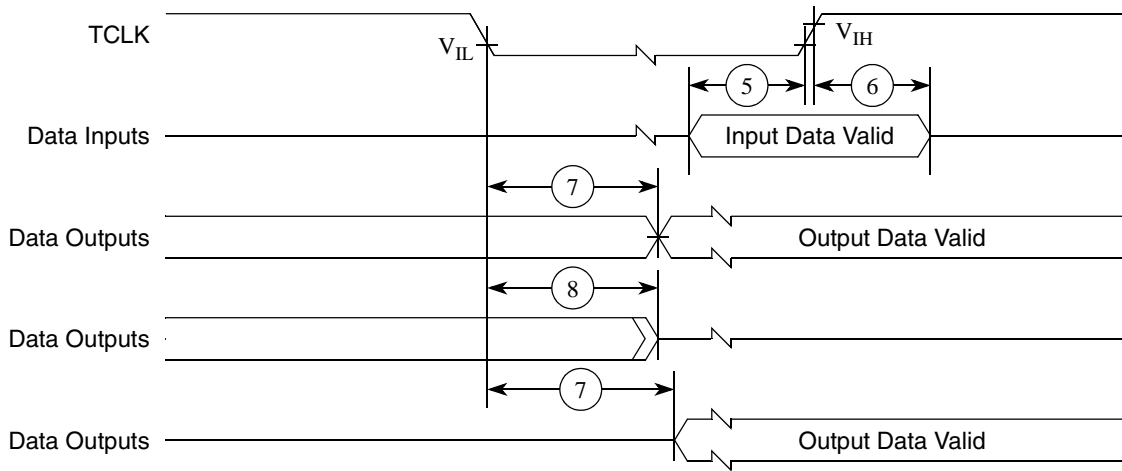 TCLK
V_IL
V_IH
5
6
Data Inputs
Input Data Valid
7
Data Outputs
Output Data Valid
8
Data Outputs
7
Data Outputs
Output Data Valid